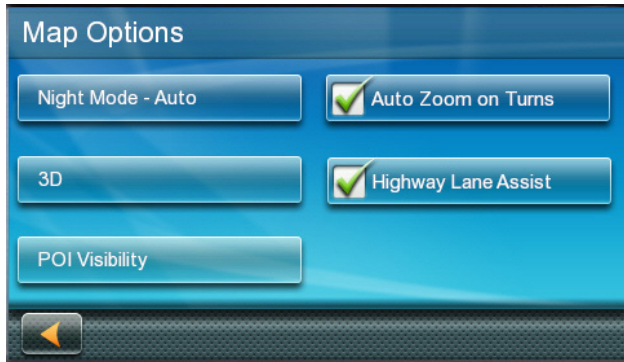 Map Options
Night Mode - Auto
Auto Zoom on Turns
3D
Highway Lane Assist
POI Visibility